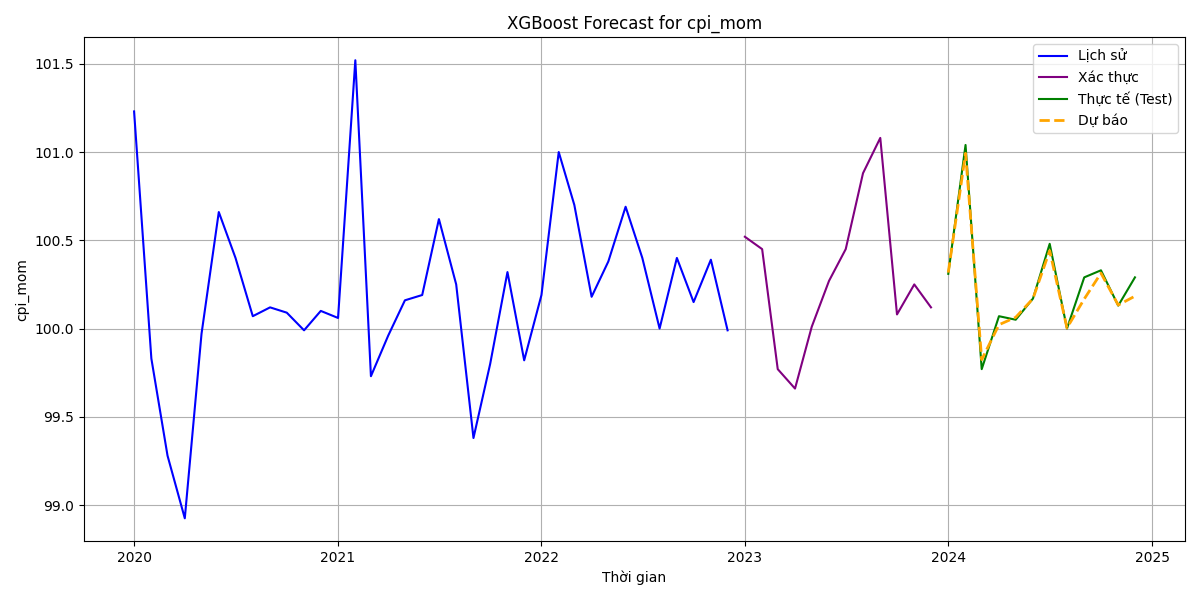 XGBoost Forecast for cpi_mom
Lịch sử
Xác thực
Thực tế (Test)
Dự báo
cpi_mom
101.5
101.0
100.5
100.0
99.5
99.0
2020
2021
2022
2023
2024
2025
Thời gian